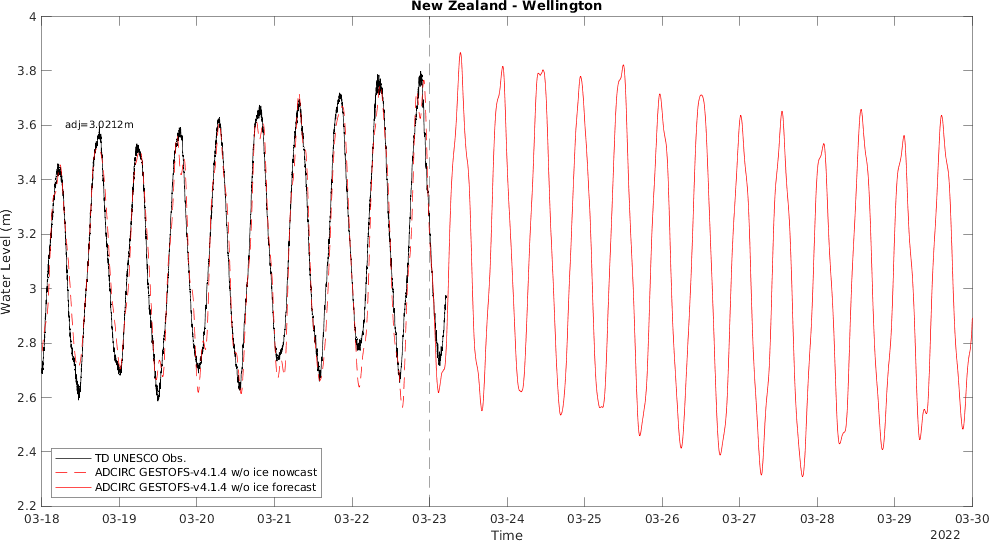 New Zealand - Wellington
4
3.8
3.6
3.4
3.2
3
2.8
2.6
2.4
2.2
Water Level (m)
adj=3.0212m
TD UNESCO Obs.
ADCIRC GESTOFS-v4.1.4 w/o ice nowcast
ADCIRC GESTOFS-v4.1.4 w/o ice forecast
03-18 03-19 03-20 03-21 03-22 03-23 03-24 03-25 03-26 03-27 03-28 03-29 03-30
Time
2022